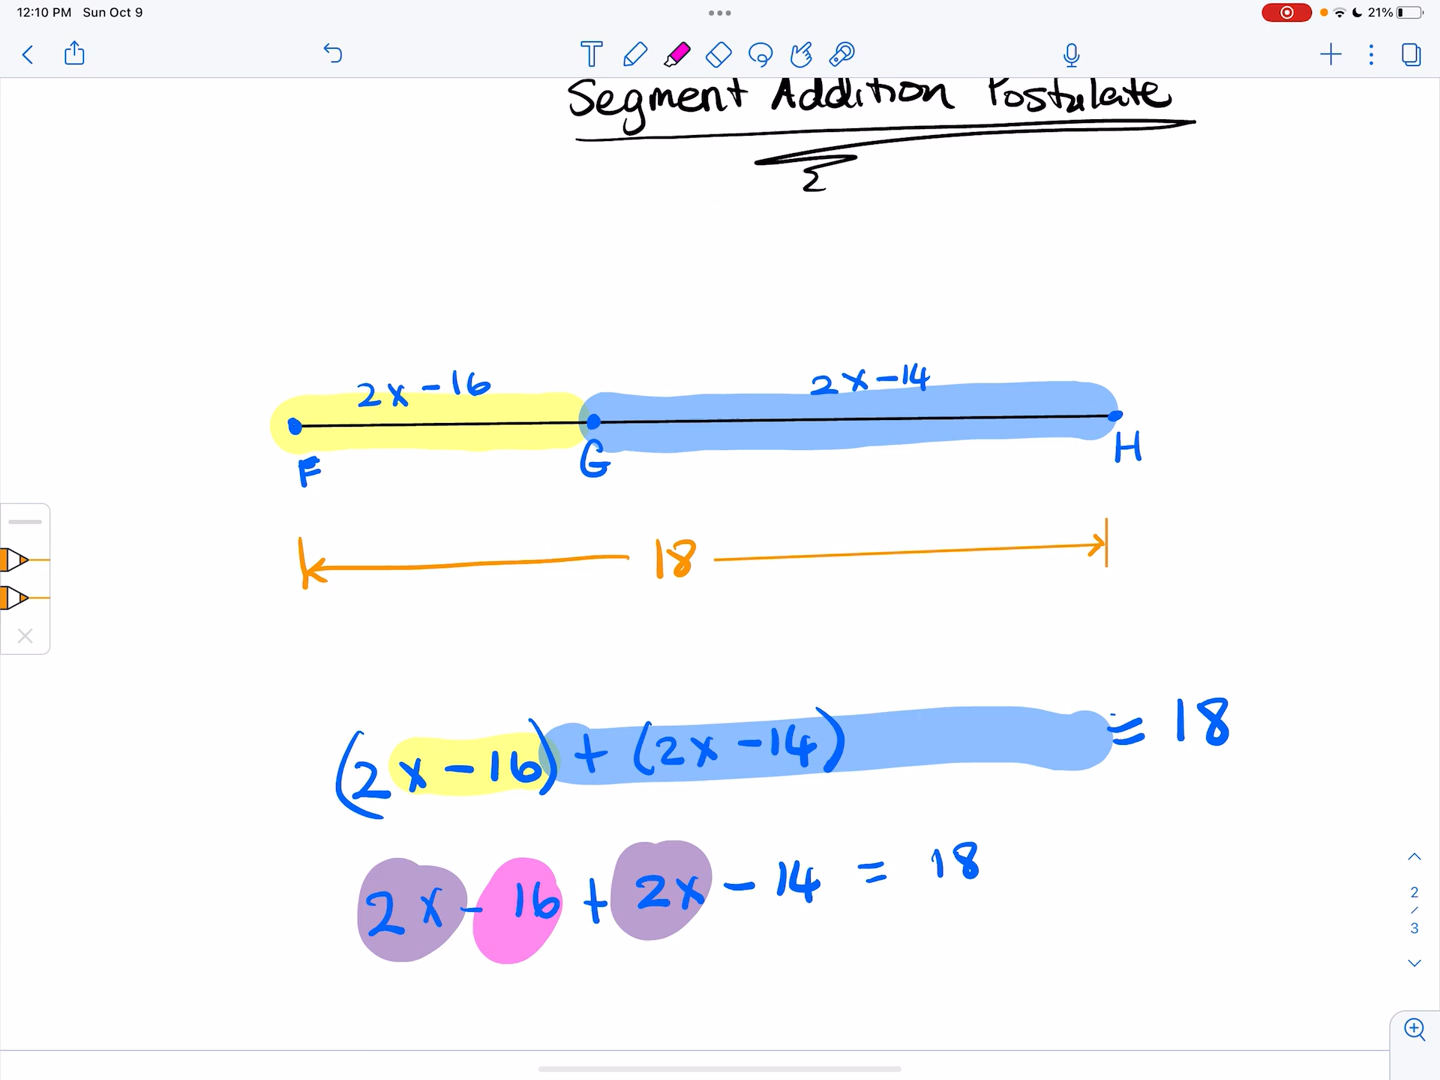 12:10 PM Sun Oct 9
21%
Segment Addition Postulate
2x - 16
2x - 14
F
G
H
18
(2x - 16) + (2x - 14) = 18
2x - 16 + 2x - 14 = 18
2
/
3